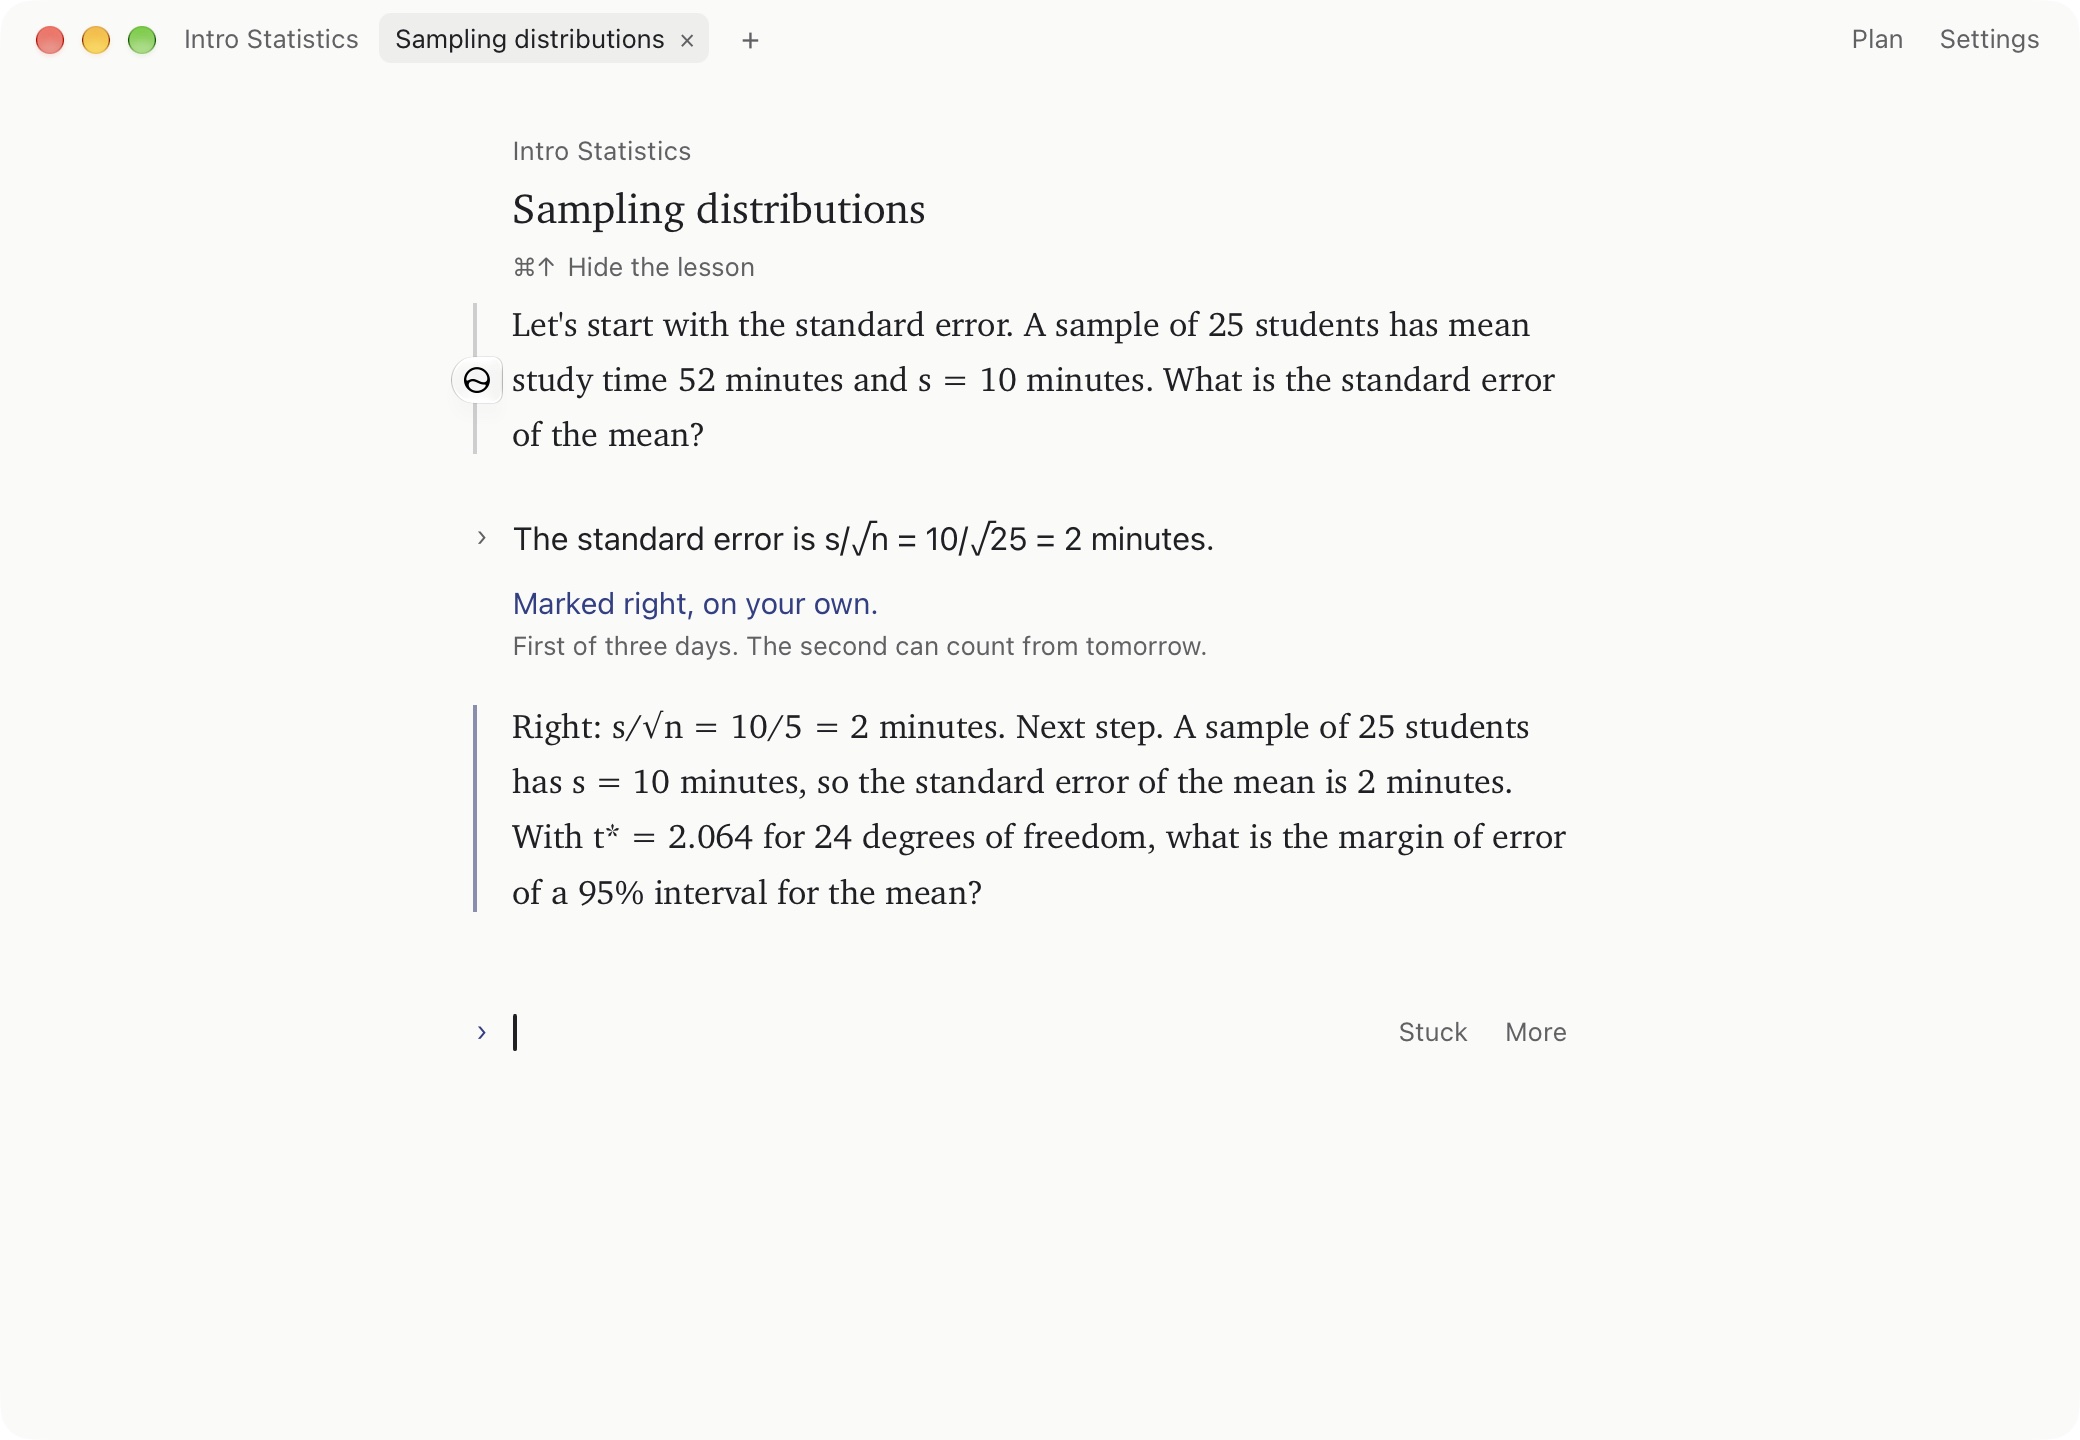 Intro Statistics
Sampling distributions ×
+
Plan
Settings
Intro Statistics
Sampling distributions
⌘↑ Hide the lesson
Let's start with the standard error. A sample of 25 students has mean
study time 52 minutes and s = 10 minutes. What is the standard error
of the mean?
› The standard error is s/√n = 10/√25 = 2 minutes.
Marked right, on your own.
First of three days. The second can count from tomorrow.
Right: s/√n = 10/5 = 2 minutes. Next step. A sample of 25 students
has s = 10 minutes, so the standard error of the mean is 2 minutes.
With t* = 2.064 for 24 degrees of freedom, what is the margin of error
of a 95% interval for the mean?
›
Stuck
More